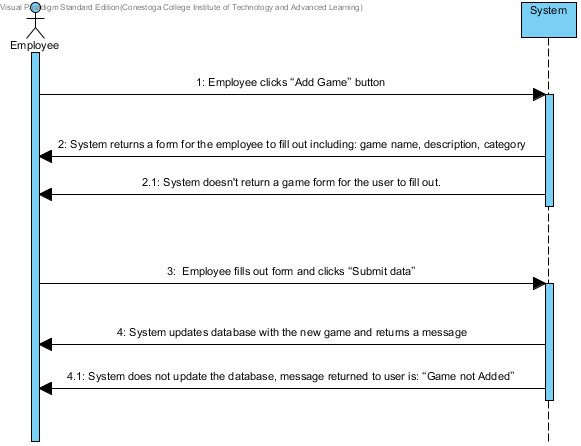 Visual Paradigm Standard Edition(Conestoga College Institute of Technology and Advanced Learning)
System
Employee
1: Employee clicks “Add Game” button
2: System returns a form for the employee to fill out including: game name, description, category
2.1: System doesn't return a game form for the user to fill out.
3:  Employee fills out form and clicks “Submit data”
4: System updates database with the new game and returns a message
4.1: System does not update the database, message returned to user is: “Game not Added”